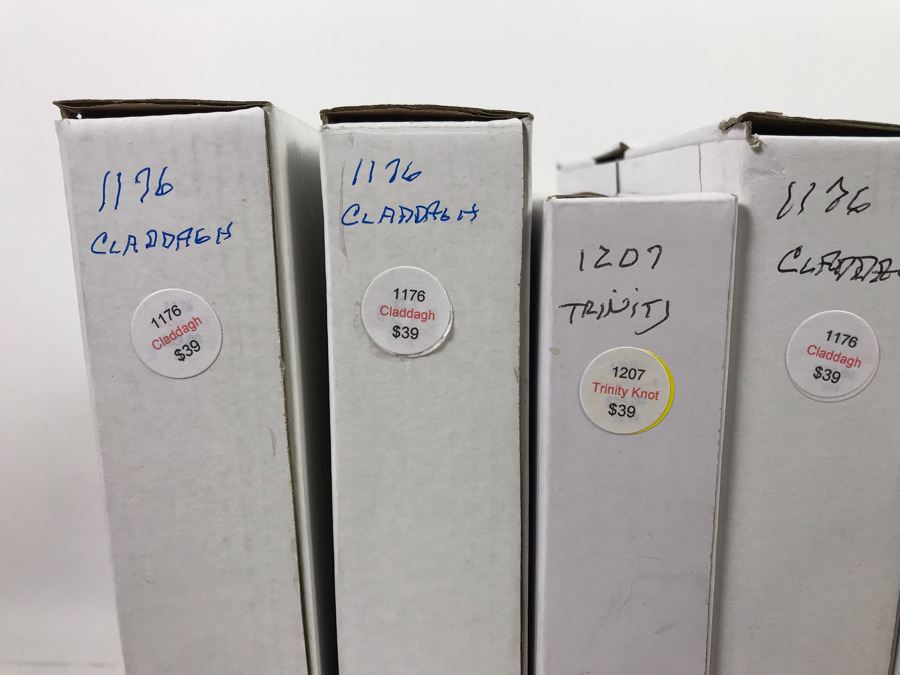 1176
CLADDAGH
1176
Claddagh
$39
1176
CLADDAGH
1176
Claddagh
$39
1207
TRINITY
1207
Trinity Knot
$39
1176
CLADDA
1176
Claddagh
$39